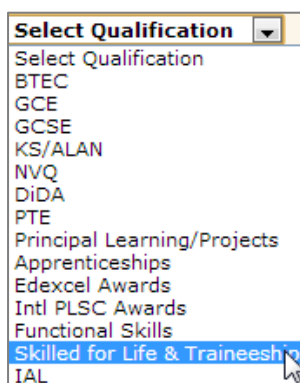 Select Qualification
Select Qualification
BTEC
GCE
GCSE
KS/ALAN
NVQ
DiDA
PTE
Principal Learning/Projects
Apprenticeships
Edexcel Awards
Intl PLSC Awards
Functional Skills
Skilled for Life & Traineeship
IAL